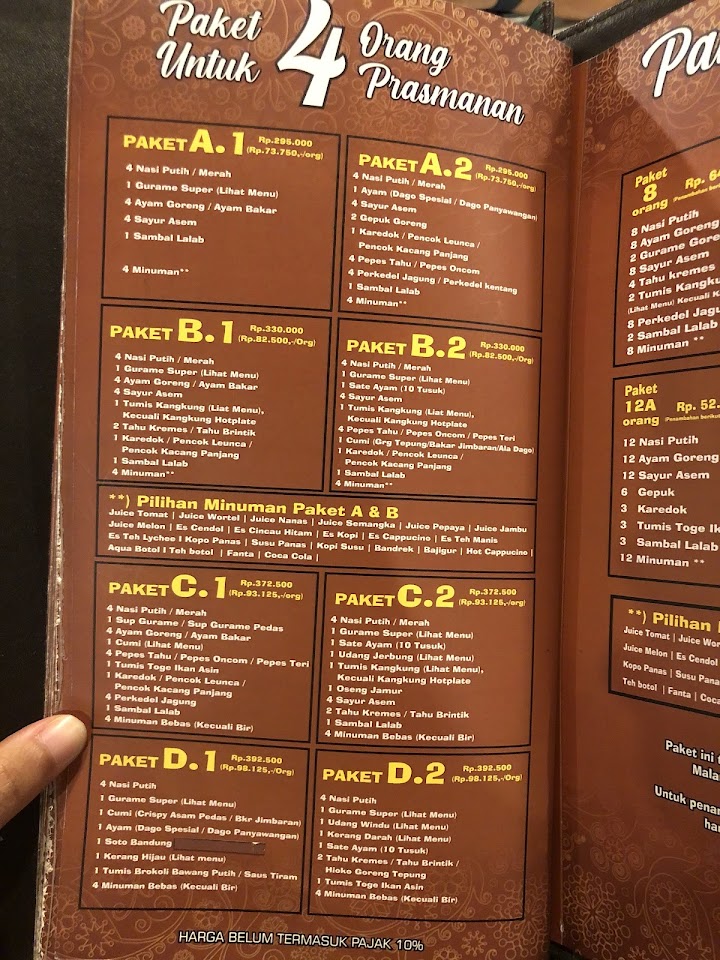 Paket Untuk 4 Orang Prasmanan
PAKET A.1 Rp.295.000
(Rp.73.750,-/org)
4 Nasi Putih / Merah
1 Gurame Super (Lihat Menu)
4 Ayam Goreng / Ayam Bakar
4 Sayur Asem
1 Sambal Lalab
4 Minuman**
PAKET A.2 Rp.295.000
(Rp.73.750,-/org)
4 Nasi Putih / Merah
1 Ayam (Dago Spesial / Dago Panyawangan)
4 Sayur Asem
2 Gepuk Goreng
1 Karedok / Pencok Leunca /
Pencok Kacang Panjang
4 Pepes Tahu / Pepes Oncom
4 Perkedel Jagung / Perkedel kentang
1 Sambal Lalab
4 Minuman**
PAKET B.1 Rp.330.000
(Rp.82.500,-/Org)
4 Nasi Putih / Merah
1 Gurame Super (Lihat Menu)
4 Ayam Goreng / Ayam Bakar
4 Sayur Asem
1 Tumis Kangkung (Liat Menu),
Kecuali Kangkung Hotplate
2 Tahu Kremes / Tahu Brintik
1 Karedok / Pencok Leunca /
Pencok Kacang Panjang
1 Sambal Lalab
4 Minuman**
PAKET B.2 Rp.330.000
(Rp.82.500,-/Org)
4 Nasi Putih / Merah
1 Gurame Super (Lihat Menu)
1 Sate Ayam (10 Tusuk)
4 Sayur Asem
1 Tumis Kangkung (Liat Menu),
Kecuali Kangkung Hotplate
4 Pepes Tahu / Pepes Oncom / Pepes Teri
1 Cumi (Grg Tepung/Bakar Jimbaran/Ala Dago)
1 Karedok / Pencok Leunca /
Pencok Kacang Panjang
1 Sambal Lalab
4 Minuman**
**) Pilihan Minuman Paket A & B
Juice Tomat | Juice Wortel | Juice Nanas | Juice Semangka | Juice Pepaya | Juice Jambu
Juice Melon | Es Cendol | Es Cincau Hitam | Es Kopi | Es Cappucino | Es Teh Manis
Es Teh Lychee I Kopo Panas | Susu Panas | Kopi Susu | Bandrek | Bajigur | Hot Cappucino |
Aqua Botol I Teh botol | Fanta | Coca Cola |
PAKET C.1 Rp.372.500
(Rp.93.125,-/org)
4 Nasi Putih / Merah
1 Sup Gurame / Sup Gurame Pedas
4 Ayam Goreng / Ayam Bakar
1 Cumi (Lihat Menu)
4 Pepes Tahu / Pepes Oncom / Pepes Teri
1 Tumis Toge Ikan Asin
1 Karedok / Pencok Leunca /
Pencok Kacang Panjang
4 Perkedel Jagung
1 Sambal Lalab
4 Minuman Bebas (Kecuali Bir)
PAKET C.2 Rp.372.500
(Rp.93.125,-/org)
4 Nasi Putih / Merah
1 Gurame Super (Lihat Menu)
1 Sate Ayam (10 Tusuk)
1 Udang Jerbung (Lihat Menu)
1 Tumis Kangkung (Lihat Menu),
Kecuali Kangkung Hotplate
1 Oseng Jamur
4 Sayur Asem
2 Tahu Kremes / Tahu Brintik
1 Sambal Lalab
4 Minuman Bebas (Kecuali Bir)
PAKET D.1 Rp.392.500
(Rp.98.125,-/Org)
4 Nasi Putih
1 Gurame Super (Lihat Menu)
1 Cumi (Crispy Asam Pedas / Bkr Jimbaran)
1 Ayam (Dago Spesial / Dago Panyawangan)
1 Soto Bandung
1 Kerang Hijau (Lihat menu)
1 Tumis Brokoli Bawang Putih / Saus Tiram
4 Minuman Bebas (Kecuali Bir)
PAKET D.2 Rp.392.500
(Rp.98.125,-/Org)
4 Nasi Putih
1 Gurame Super (Lihat Menu)
1 Udang Windu (Lihat Menu)
1 Kerang Darah (Lihat Menu)
1 Sate Ayam (10 Tusuk)
2 Tahu Kremes / Tahu Brintik /
Hioko Goreng Tepung
1 Tumis Toge Ikan Asin
4 Minuman Bebas (Kecuali Bir)
HARGA BELUM TERMASUK PAJAK 10%
Paket
8 Rp.
orang
8 Nasi Putih
8 Ayam Goreng
2 Gurame
8 Sayur Asem
4 Tahu kremes
2 Tumis
(Lihat Menu) Kecuali
8 Perkedel
2 Sambal Lalab
8 Minuman **
Paket
12A Rp. 52.
orang
12 Nasi Putih
12 Ayam Goreng
12 Sayur Asem
6 Gepuk
3 Karedok
3 Tumis Toge Ikan
3 Sambal Lalab
12 Minuman **
**) Pilihan
Juice Tomat | Juice
Juice Melon | Es Cendol
Kopo Panas | Susu
Teh botol | Fanta | Coca
Paket ini
Untuk